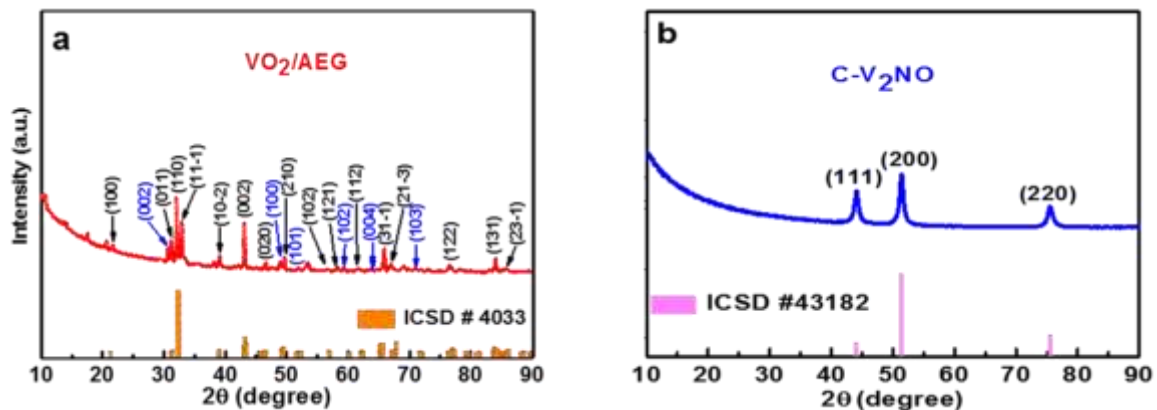 a
VO2/AEG
Intensity (a.u.)
(100)
(002)
(011)
(110)
(11-1)
(10-2)
(002)
(020)
(100)
(210)
(101)
(102)
(121)
(102)
(112)
(004)
(31-1)
(21-3)
(103)
(122)
(131)
(23-1)
ICSD # 4033
10 20 30 40 50 60 70 80 90
2θ (degree)
b
C-V2NO
(111)
(200)
(220)
ICSD #43182
10 20 30 40 50 60 70 80 90
2θ (degree)